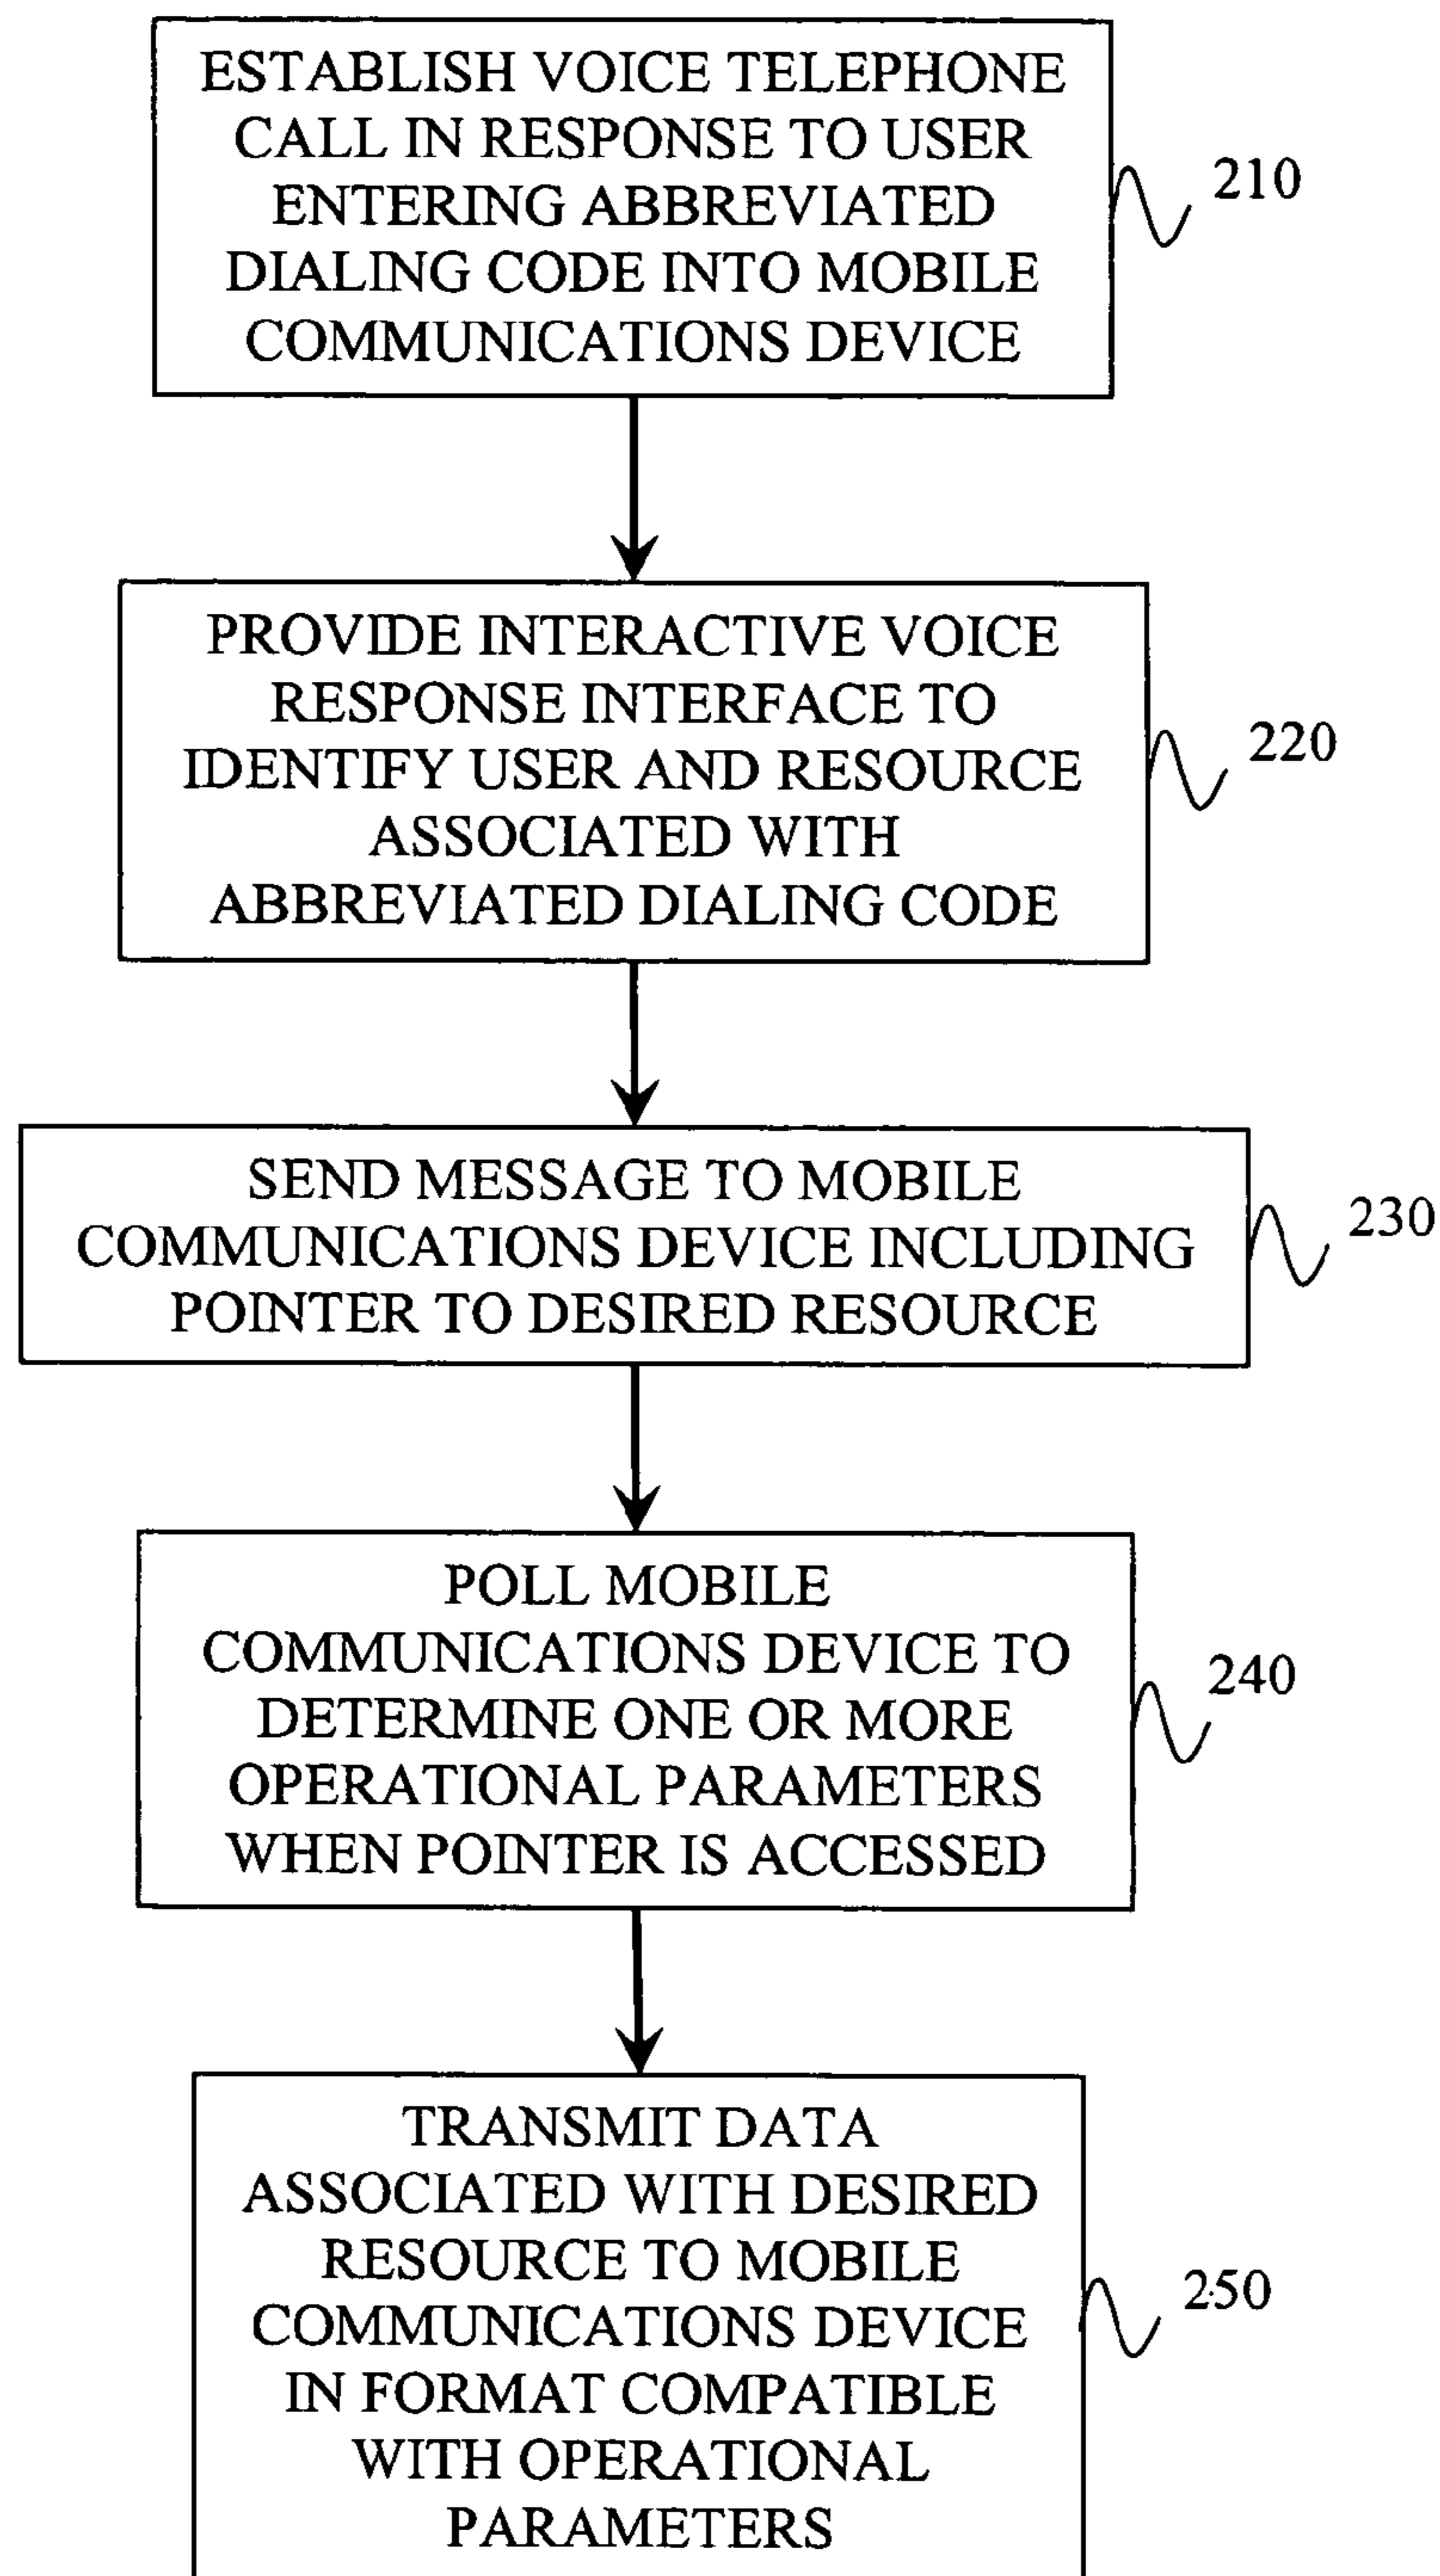 ESTABLISH VOICE TELEPHONE
CALL IN RESPONSE TO USER
ENTERING ABBREVIATED
DIALING CODE INTO MOBILE
COMMUNICATIONS DEVICE
210
PROVIDE INTERACTIVE VOICE
RESPONSE INTERFACE TO
IDENTIFY USER AND RESOURCE
ASSOCIATED WITH
ABBREVIATED DIALING CODE
220
SEND MESSAGE TO MOBILE
COMMUNICATIONS DEVICE INCLUDING
POINTER TO DESIRED RESOURCE
230
POLL MOBILE
COMMUNICATIONS DEVICE TO
DETERMINE ONE OR MORE
OPERATIONAL PARAMETERS
WHEN POINTER IS ACCESSED
240
TRANSMIT DATA
ASSOCIATED WITH DESIRED
RESOURCE TO MOBILE
COMMUNICATIONS DEVICE
IN FORMAT COMPATIBLE
WITH OPERATIONAL
PARAMETERS
250